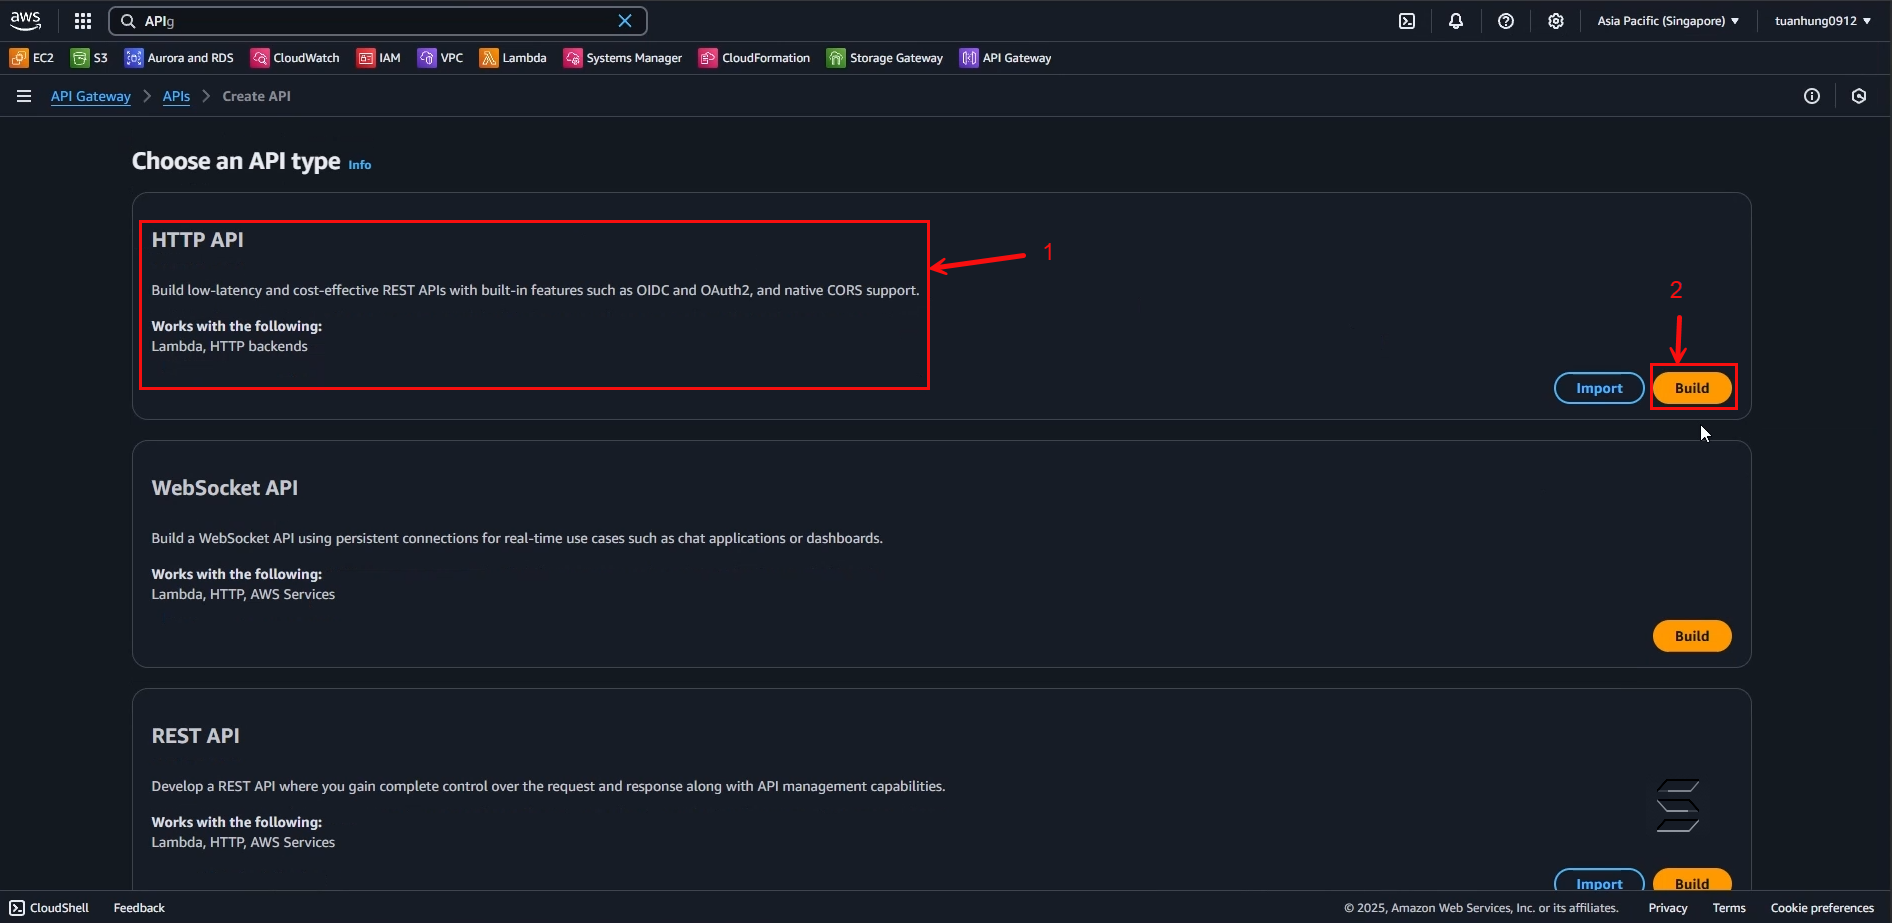 aws
APIg
Asia Pacific (Singapore)
tuanhung0912
EC2
S3
Aurora and RDS
CloudWatch
IAM
VPC
Lambda
Systems Manager
CloudFormation
Storage Gateway
API Gateway
API Gateway
APIs
Create API
Choose an API type Info
HTTP API
1
Build low-latency and cost-effective REST APIs with built-in features such as OIDC and OAuth2, and native CORS support.
2
Works with the following:
Lambda, HTTP backends
Import
Build
WebSocket API
Build a WebSocket API using persistent connections for real-time use cases such as chat applications or dashboards.
Works with the following:
Lambda, HTTP, AWS Services
Build
REST API
Develop a REST API where you gain complete control over the request and response along with API management capabilities.
Works with the following:
Lambda, HTTP, AWS Services
Import
Build
CloudShell
Feedback
© 2025, Amazon Web Services, Inc. or its affiliates.
Privacy
Terms
Cookie preferences